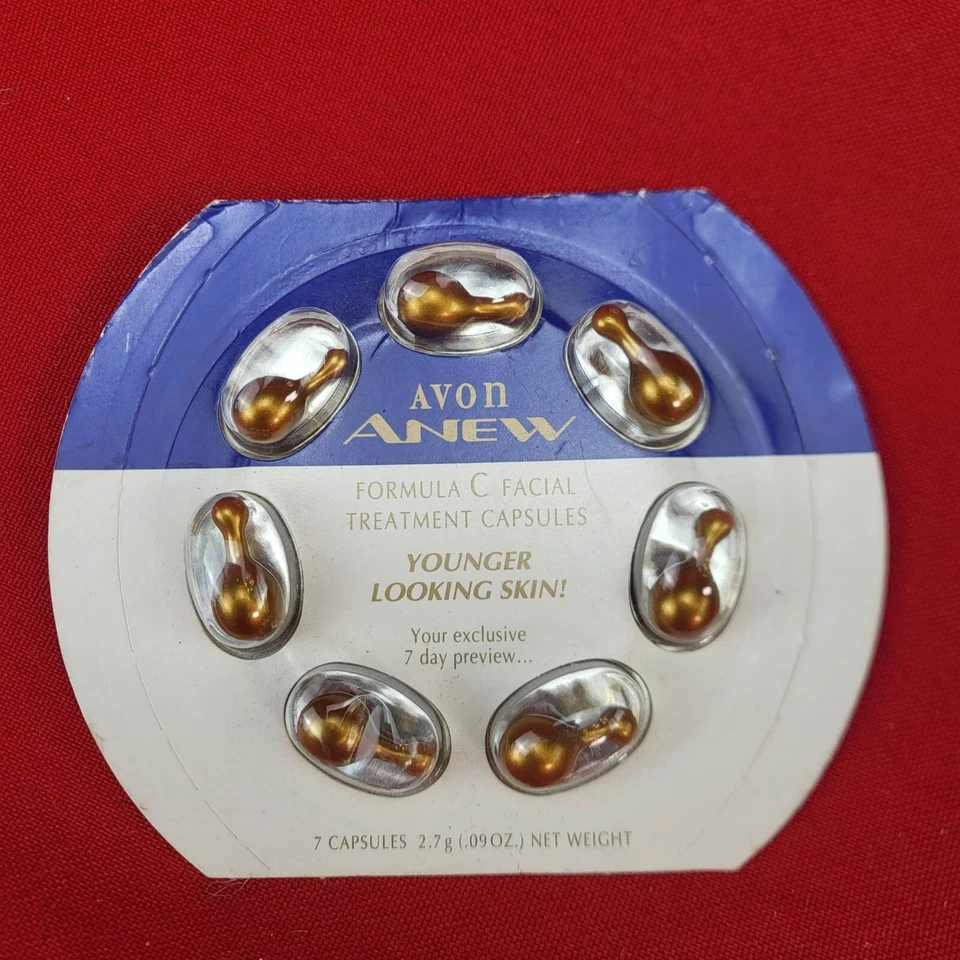 AVON
ANEW
FORMULA C FACIAL
TREATMENT CAPSULES
YOUNGER
LOOKING SKIN!
Your exclusive
7 day preview...
7 CAPSULES 2.7g (.09OZ.) NET WEIGHT